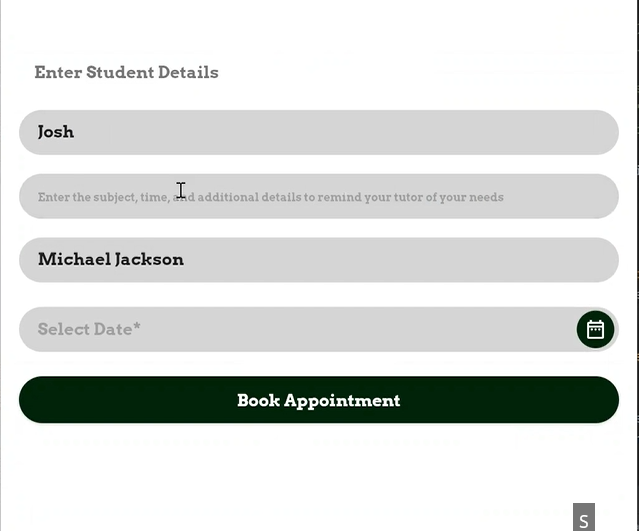 Enter Student Details
Josh
Enter the subject, time, and additional details to remind your tutor of your needs
Michael Jackson
Select Date*
Book Appointment
S